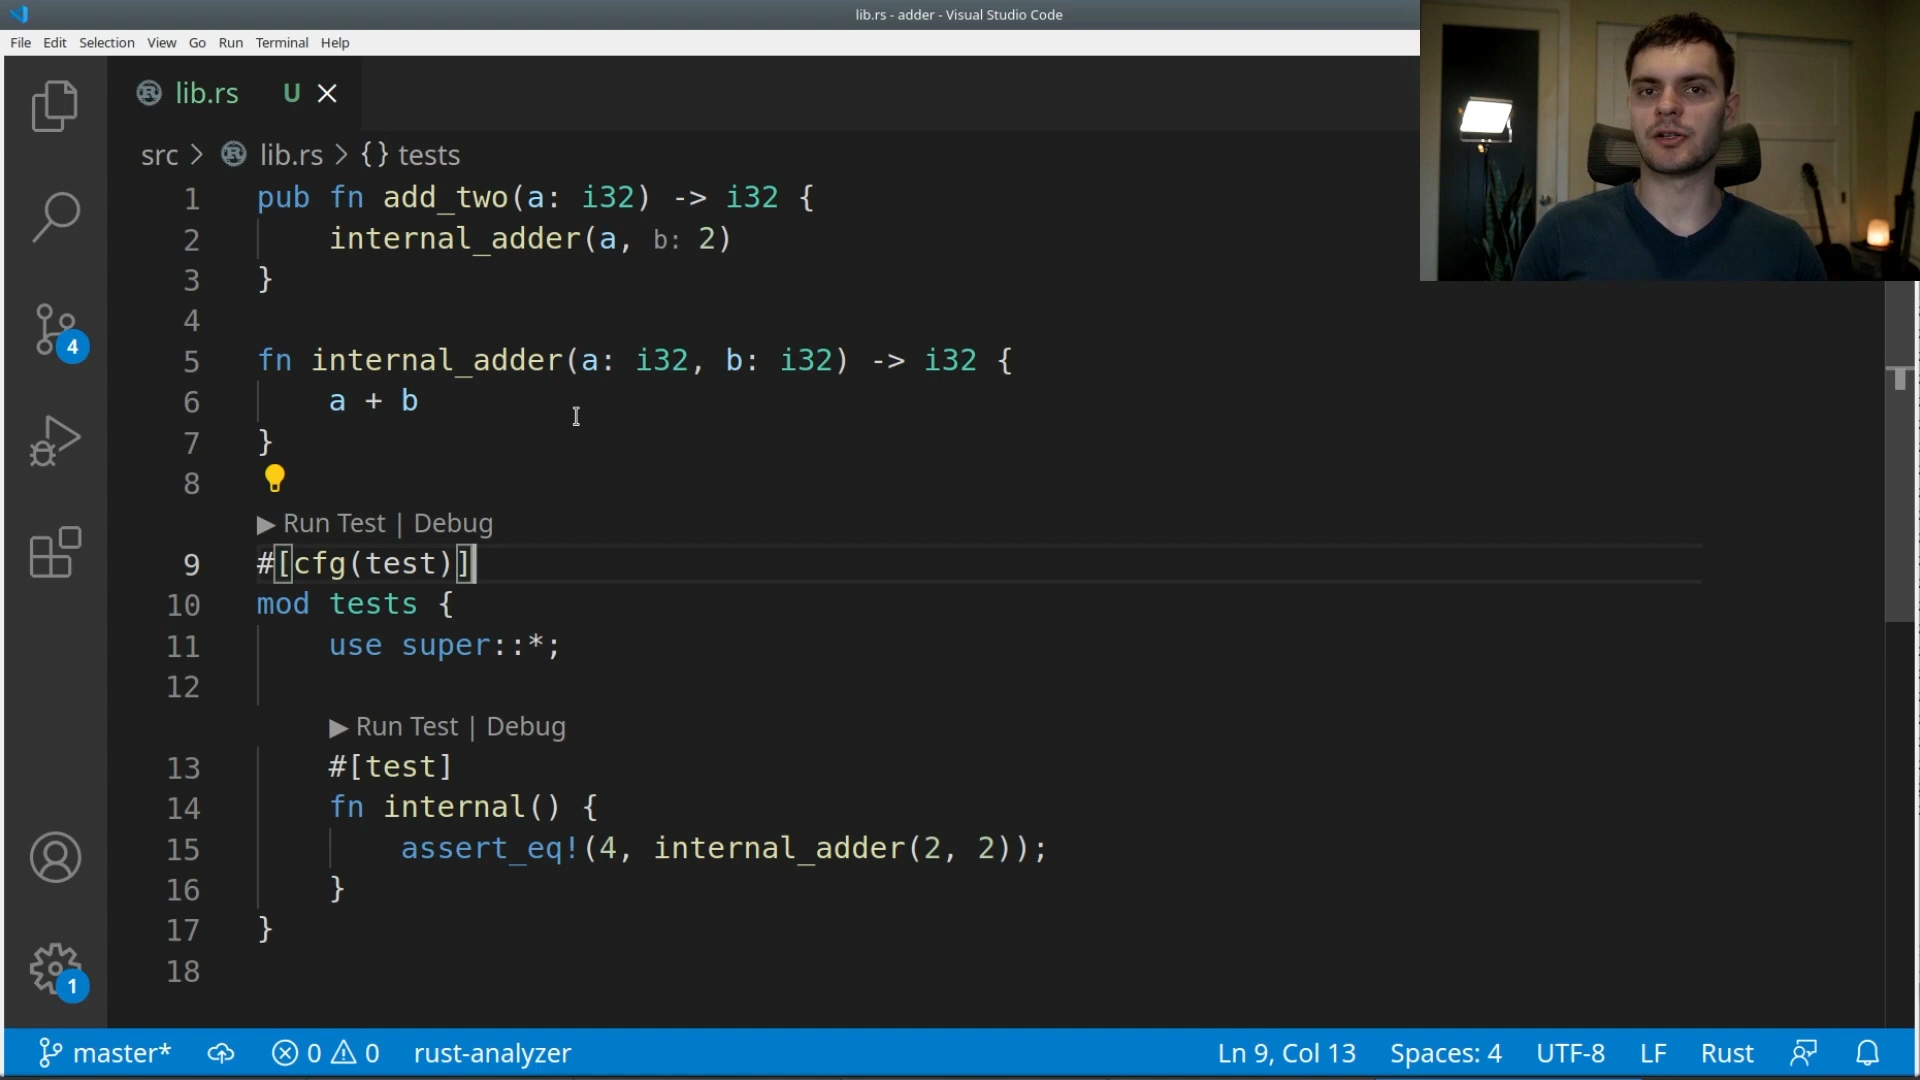 lib.rs - adder - Visual Studio Code
File Edit Selection View Go Run Terminal Help
lib.rs U
src > lib.rs > {} tests
1 pub fn add_two(a: i32) -> i32 {
2 internal_adder(a, b: 2)
3 }
4
5 fn internal_adder(a: i32, b: i32) -> i32 {
6 a + b
7 }
8
▶ Run Test | Debug
9 #[cfg(test)]
10 mod tests {
11 use super::*;
12
▶ Run Test | Debug
13 #[test]
14 fn internal() {
15 assert_eq!(4, internal_adder(2, 2));
16 }
17 }
18
4
1
master* 0 0 rust-analyzer Ln 9, Col 13 Spaces: 4 UTF-8 LF Rust